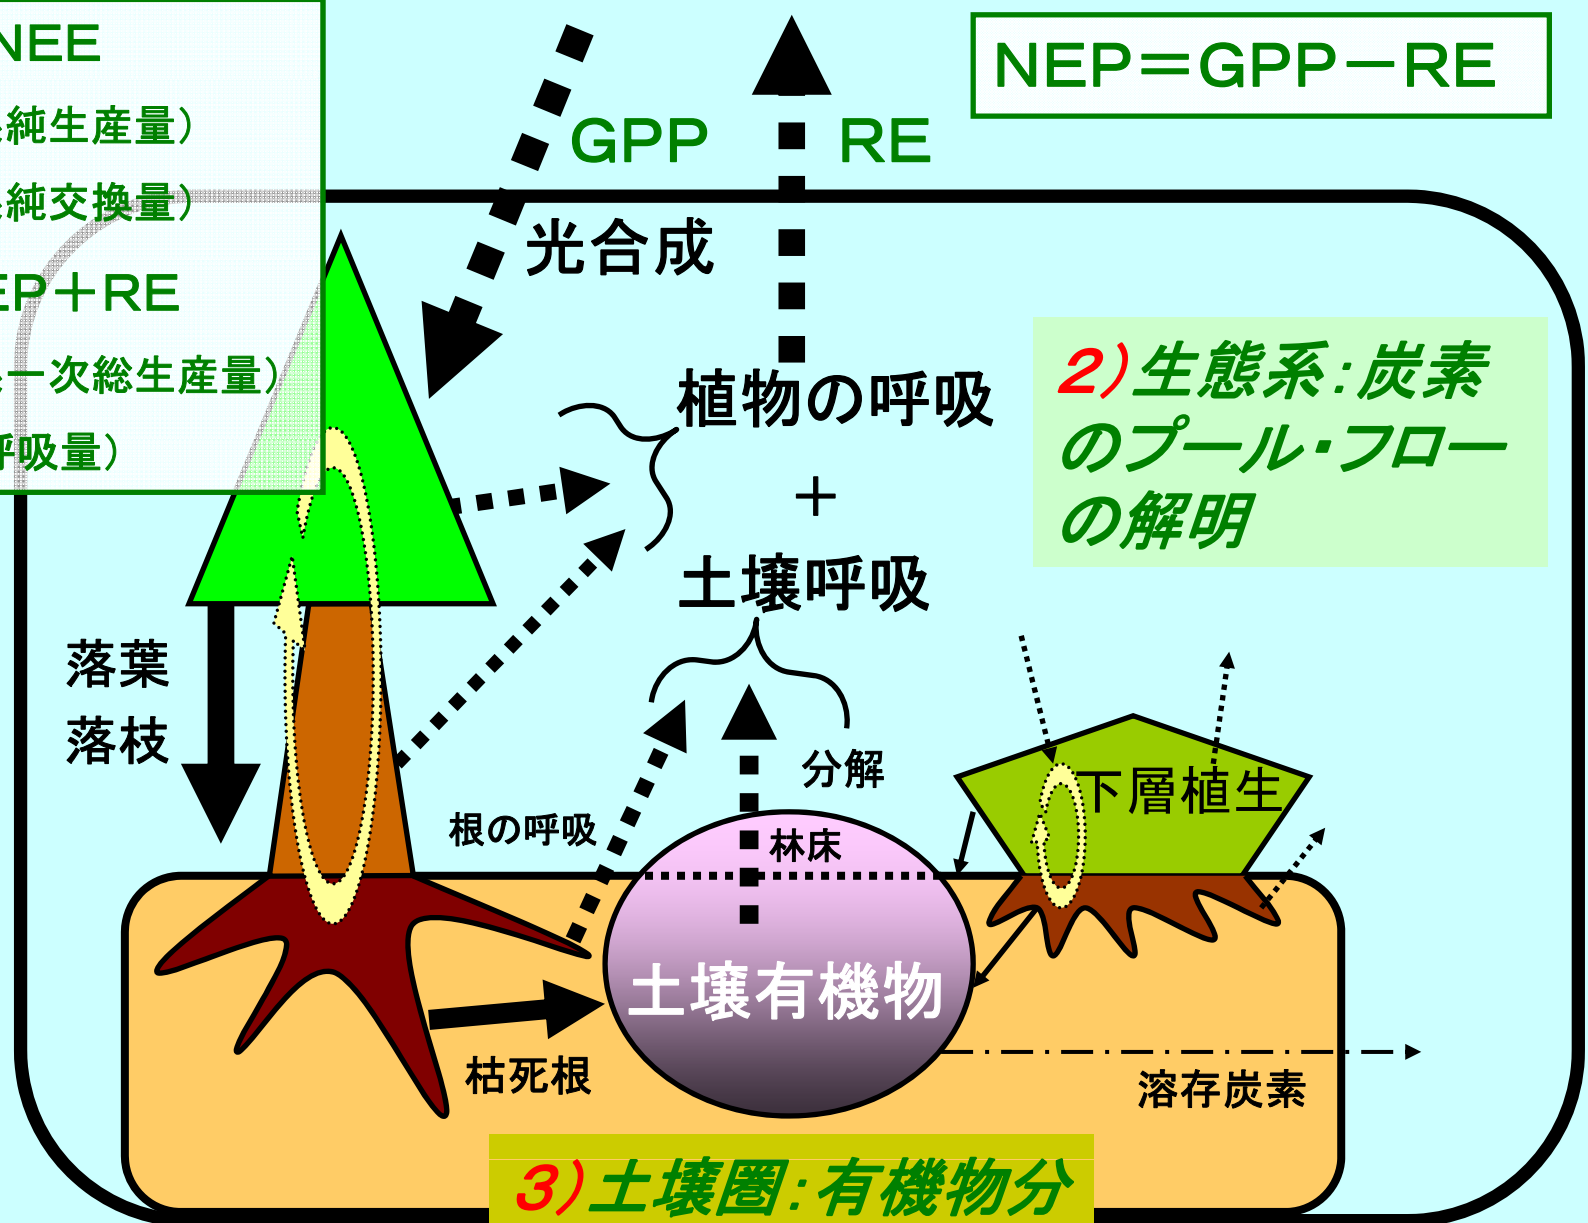 NEE
純生産量）
純交換量）
EP＋RE
一次総生産量）
呼吸量）
NEP＝GPP－RE
GPP
RE
光合成
２）生態系：炭素
のプール・フロー
の解明
植物の呼吸
＋
土壌呼吸
落葉
落枝
分解
根の呼吸
林床
下層植生
土壌有機物
枯死根
溶存炭素
３）土壌圏：有機物分